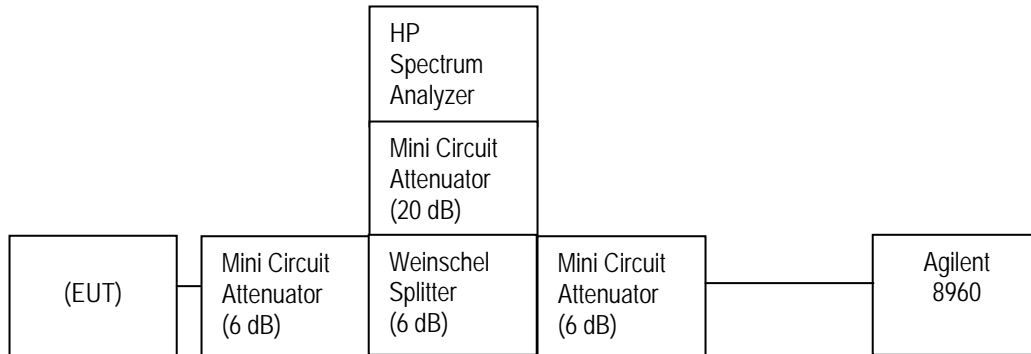 HP
Spectrum
Analyzer
Mini Circuit
Attenuator
(20 dB)
(EUT)
Mini Circuit
Attenuator
(6 dB)
Weinschel
Splitter
(6 dB)
Mini Circuit
Attenuator
(6 dB)
Agilent
8960